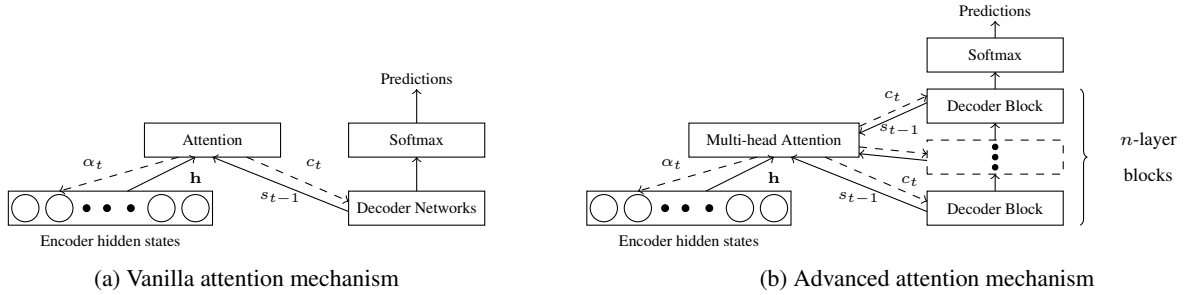 Predictions
Softmax
Attention
α_t
h
c_t
s_{t−1}
Decoder Networks
Encoder hidden states
(a) Vanilla attention mechanism
Predictions
Softmax
Decoder Block
c_t
s_{t−1}
Multi-head Attention
n-layer
blocks
α_t
h
c_t
s_{t−1}
Decoder Block
Encoder hidden states
(b) Advanced attention mechanism